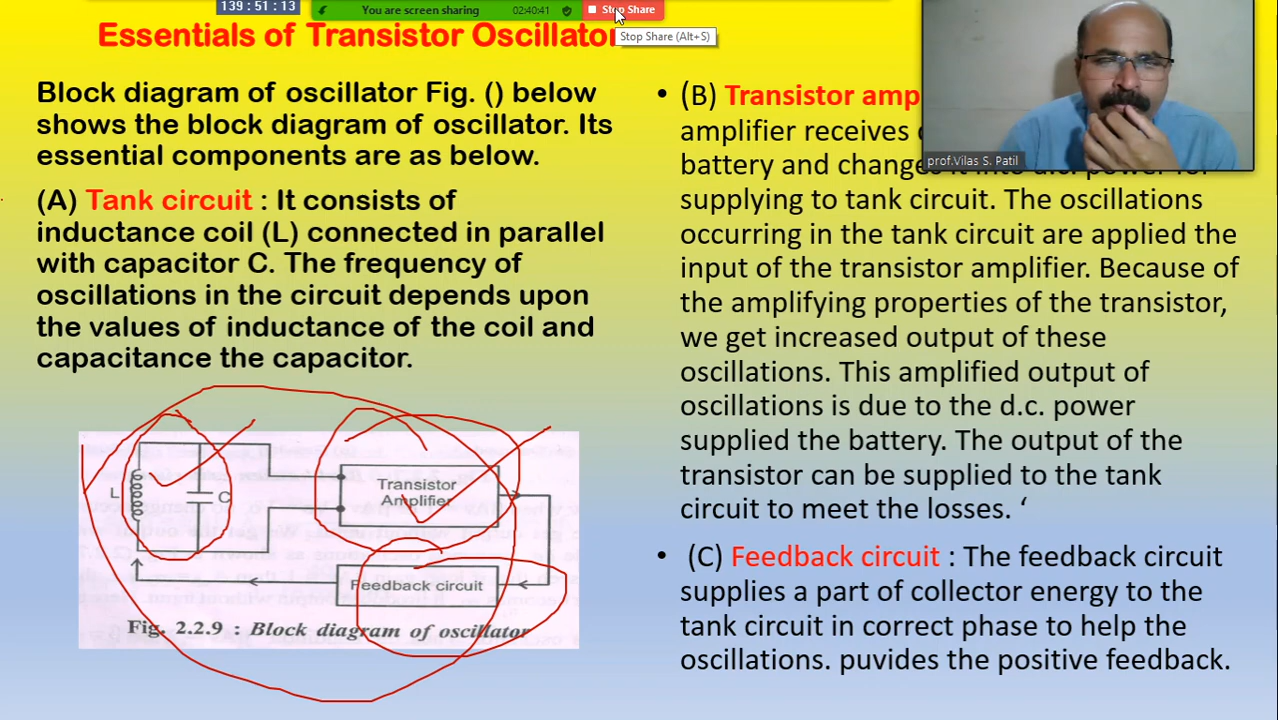 139 : 51 : 13
You are screen sharing
02:40:41
Stop Share
Stop Share (Alt+S)
Essentials of Transistor Oscillator
Block diagram of oscillator Fig. () below
shows the block diagram of oscillator. Its
essential components are as below.
(A) Tank circuit : It consists of
inductance coil (L) connected in parallel
with capacitor C. The frequency of
oscillations in the circuit depends upon
the values of inductance of the coil and
capacitance the capacitor.
L
C
Transistor
Amplifier
Feedback circuit
Fig. 2.2.9 : Block diagram of oscillator
• (B) Transistor amp
amplifier receives
battery and changes it into
supplying to tank circuit. The oscillations
occurring in the tank circuit are applied the
input of the transistor amplifier. Because of
the amplifying properties of the transistor,
we get increased output of these
oscillations. This amplified output of
oscillations is due to the d.c. power
supplied the battery. The output of the
transistor can be supplied to the tank
circuit to meet the losses. ‘
• (C) Feedback circuit : The feedback circuit
supplies a part of collector energy to the
tank circuit in correct phase to help the
oscillations. puvides the positive feedback.
prof.Vilas S. Patil